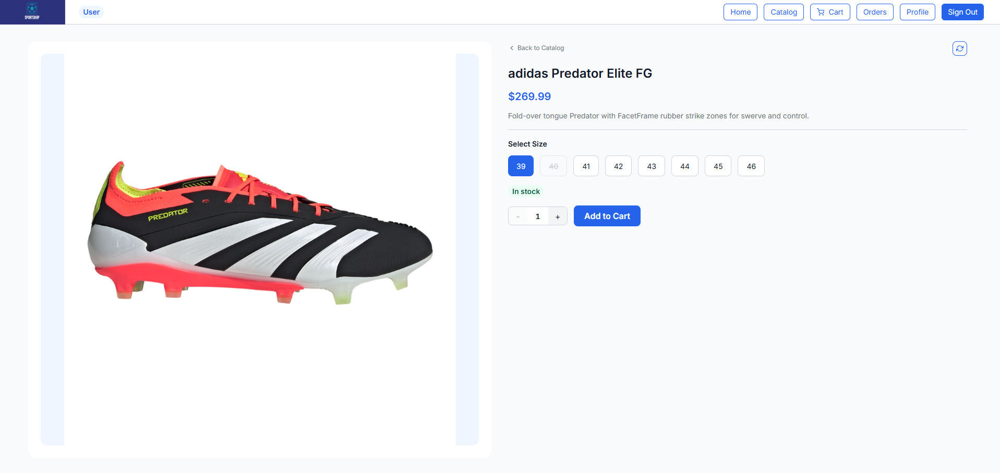 SPORTSHOP
User
Home
Catalog
Cart
Orders
Profile
Sign Out
Back to Catalog
adidas Predator Elite FG
$269.99
Fold-over tongue Predator with FacetFrame rubber strike zones for swerve and control.
Select Size
39 40 41 42 43 44 45 46
In stock
- 1 +
Add to Cart
PREDATOR